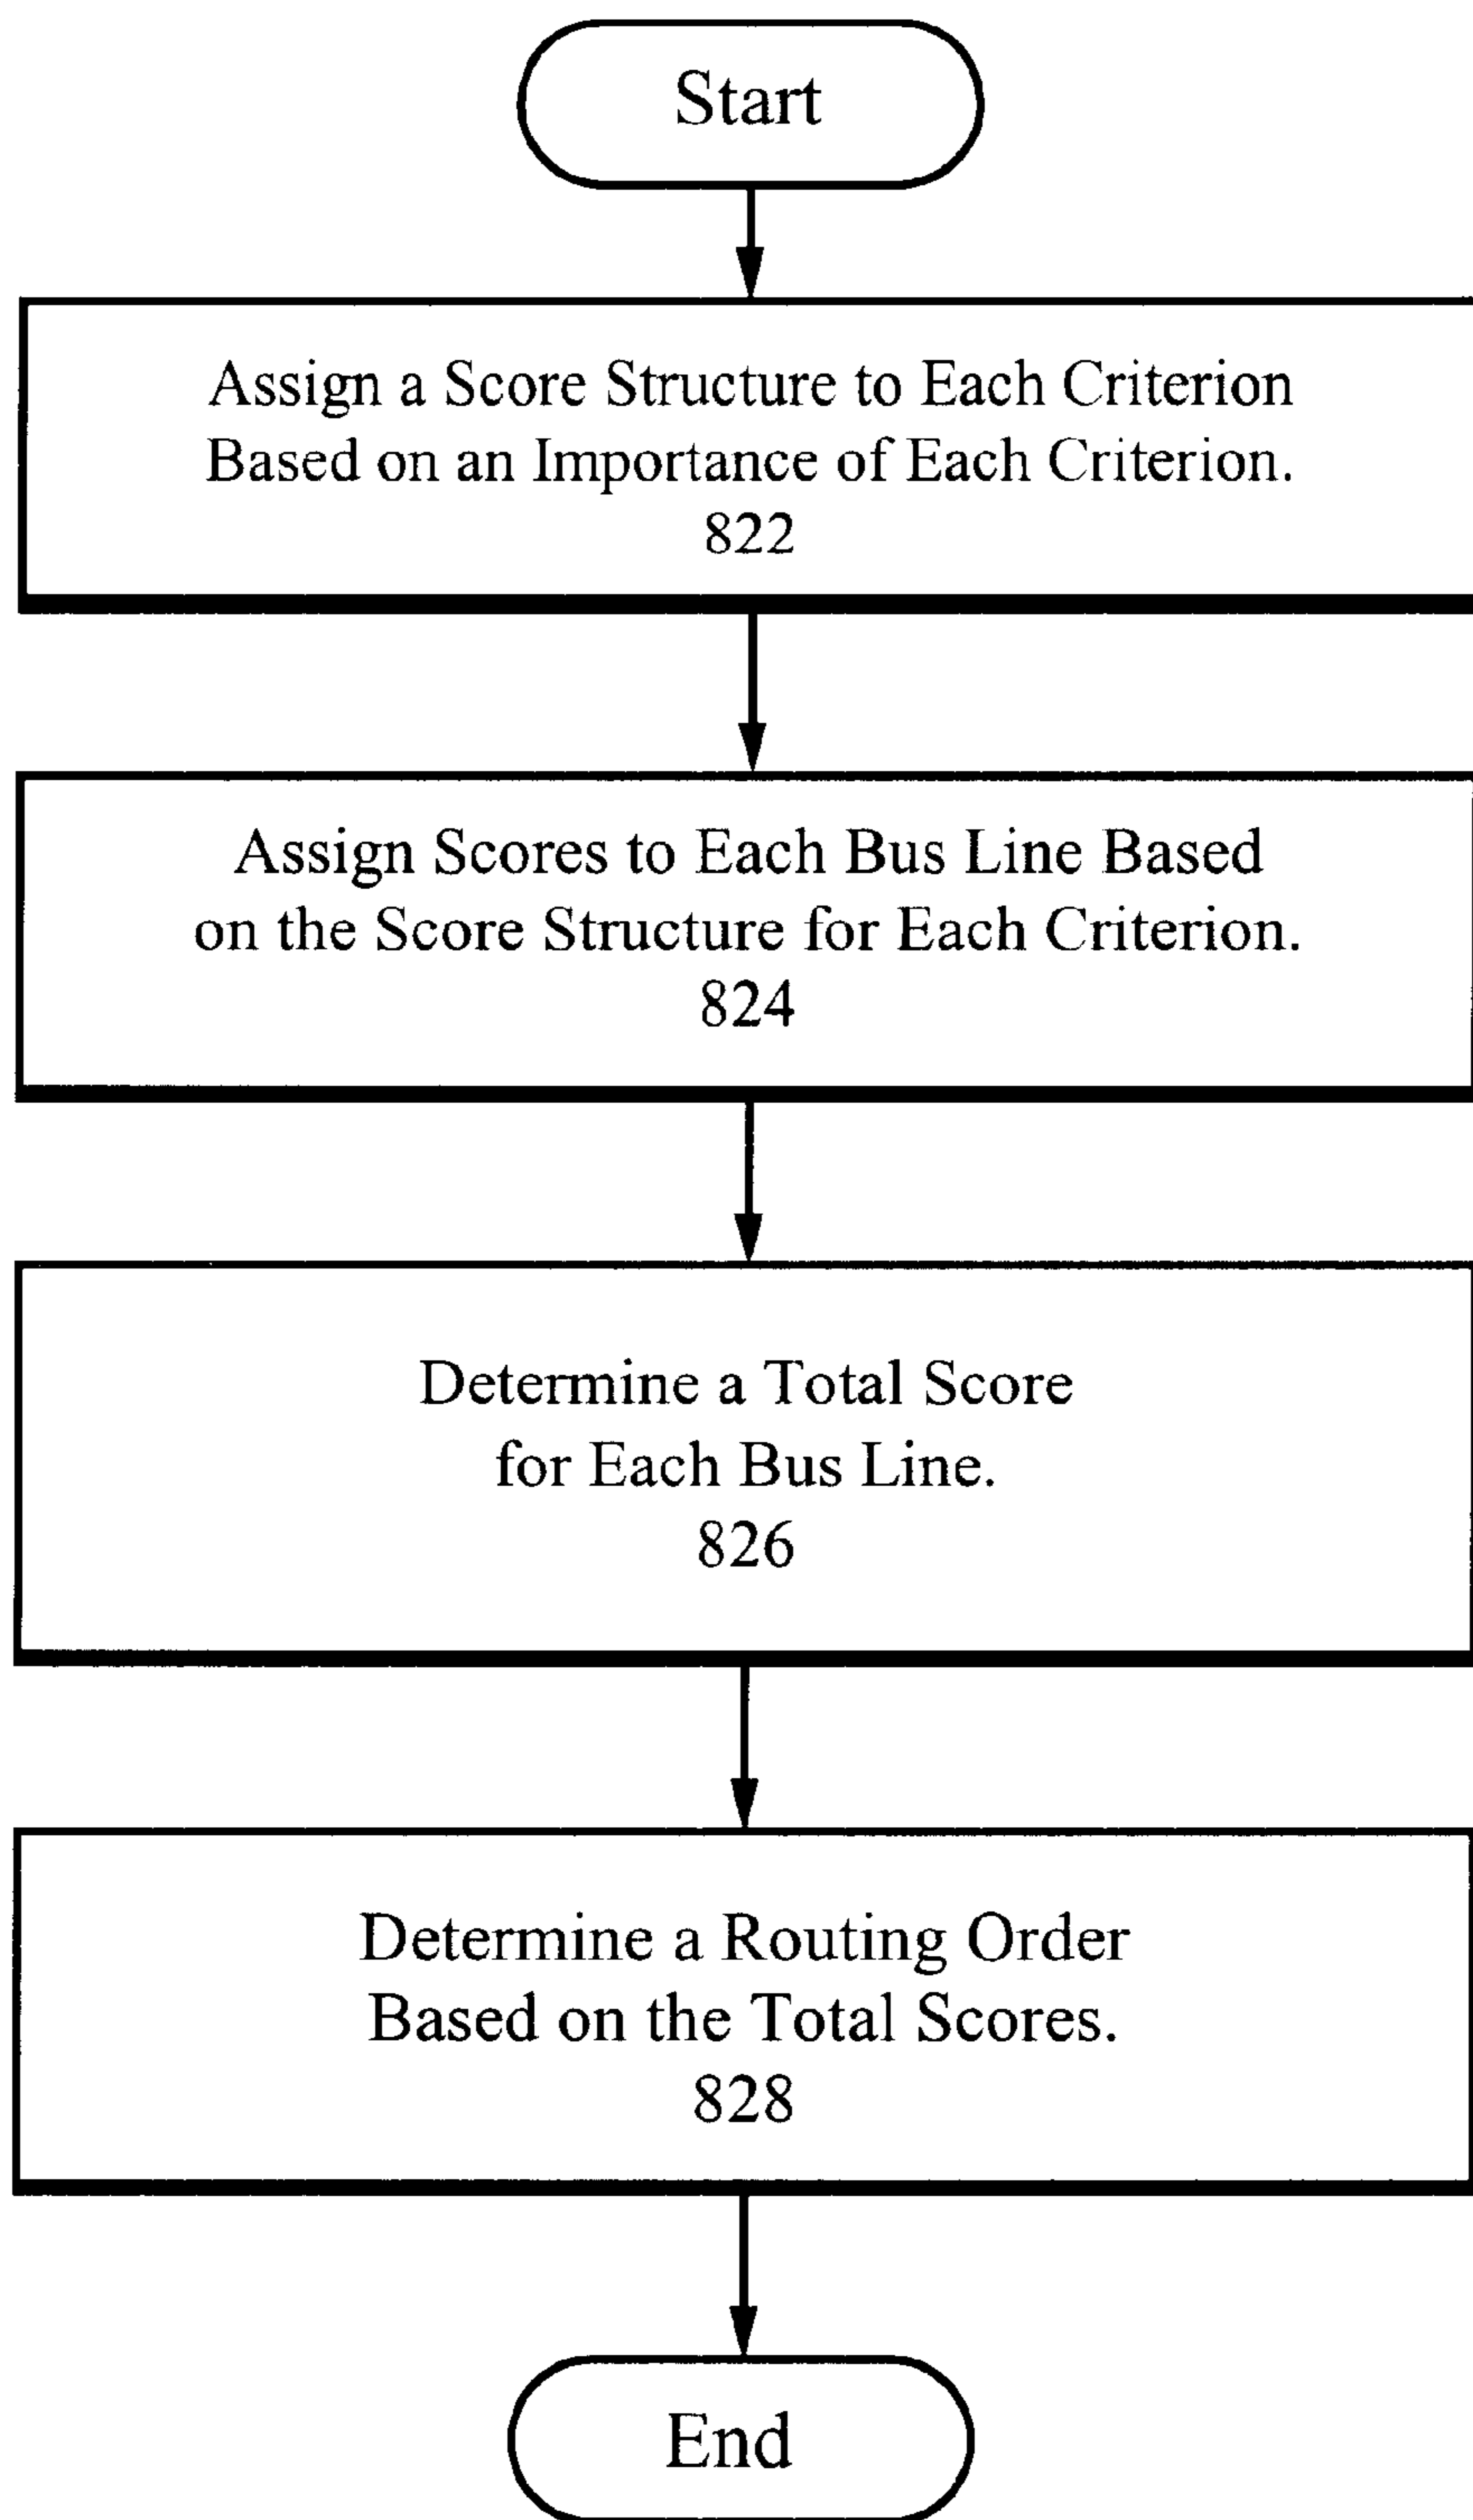 Start
Assign a Score Structure to Each Criterion
Based on an Importance of Each Criterion.
822
Assign Scores to Each Bus Line Based
on the Score Structure for Each Criterion.
824
Determine a Total Score
for Each Bus Line.
826
Determine a Routing Order
Based on the Total Scores.
828
End